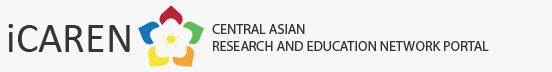 iCAREN
CENTRAL ASIAN
RESEARCH AND EDUCATION NETWORK PORTAL